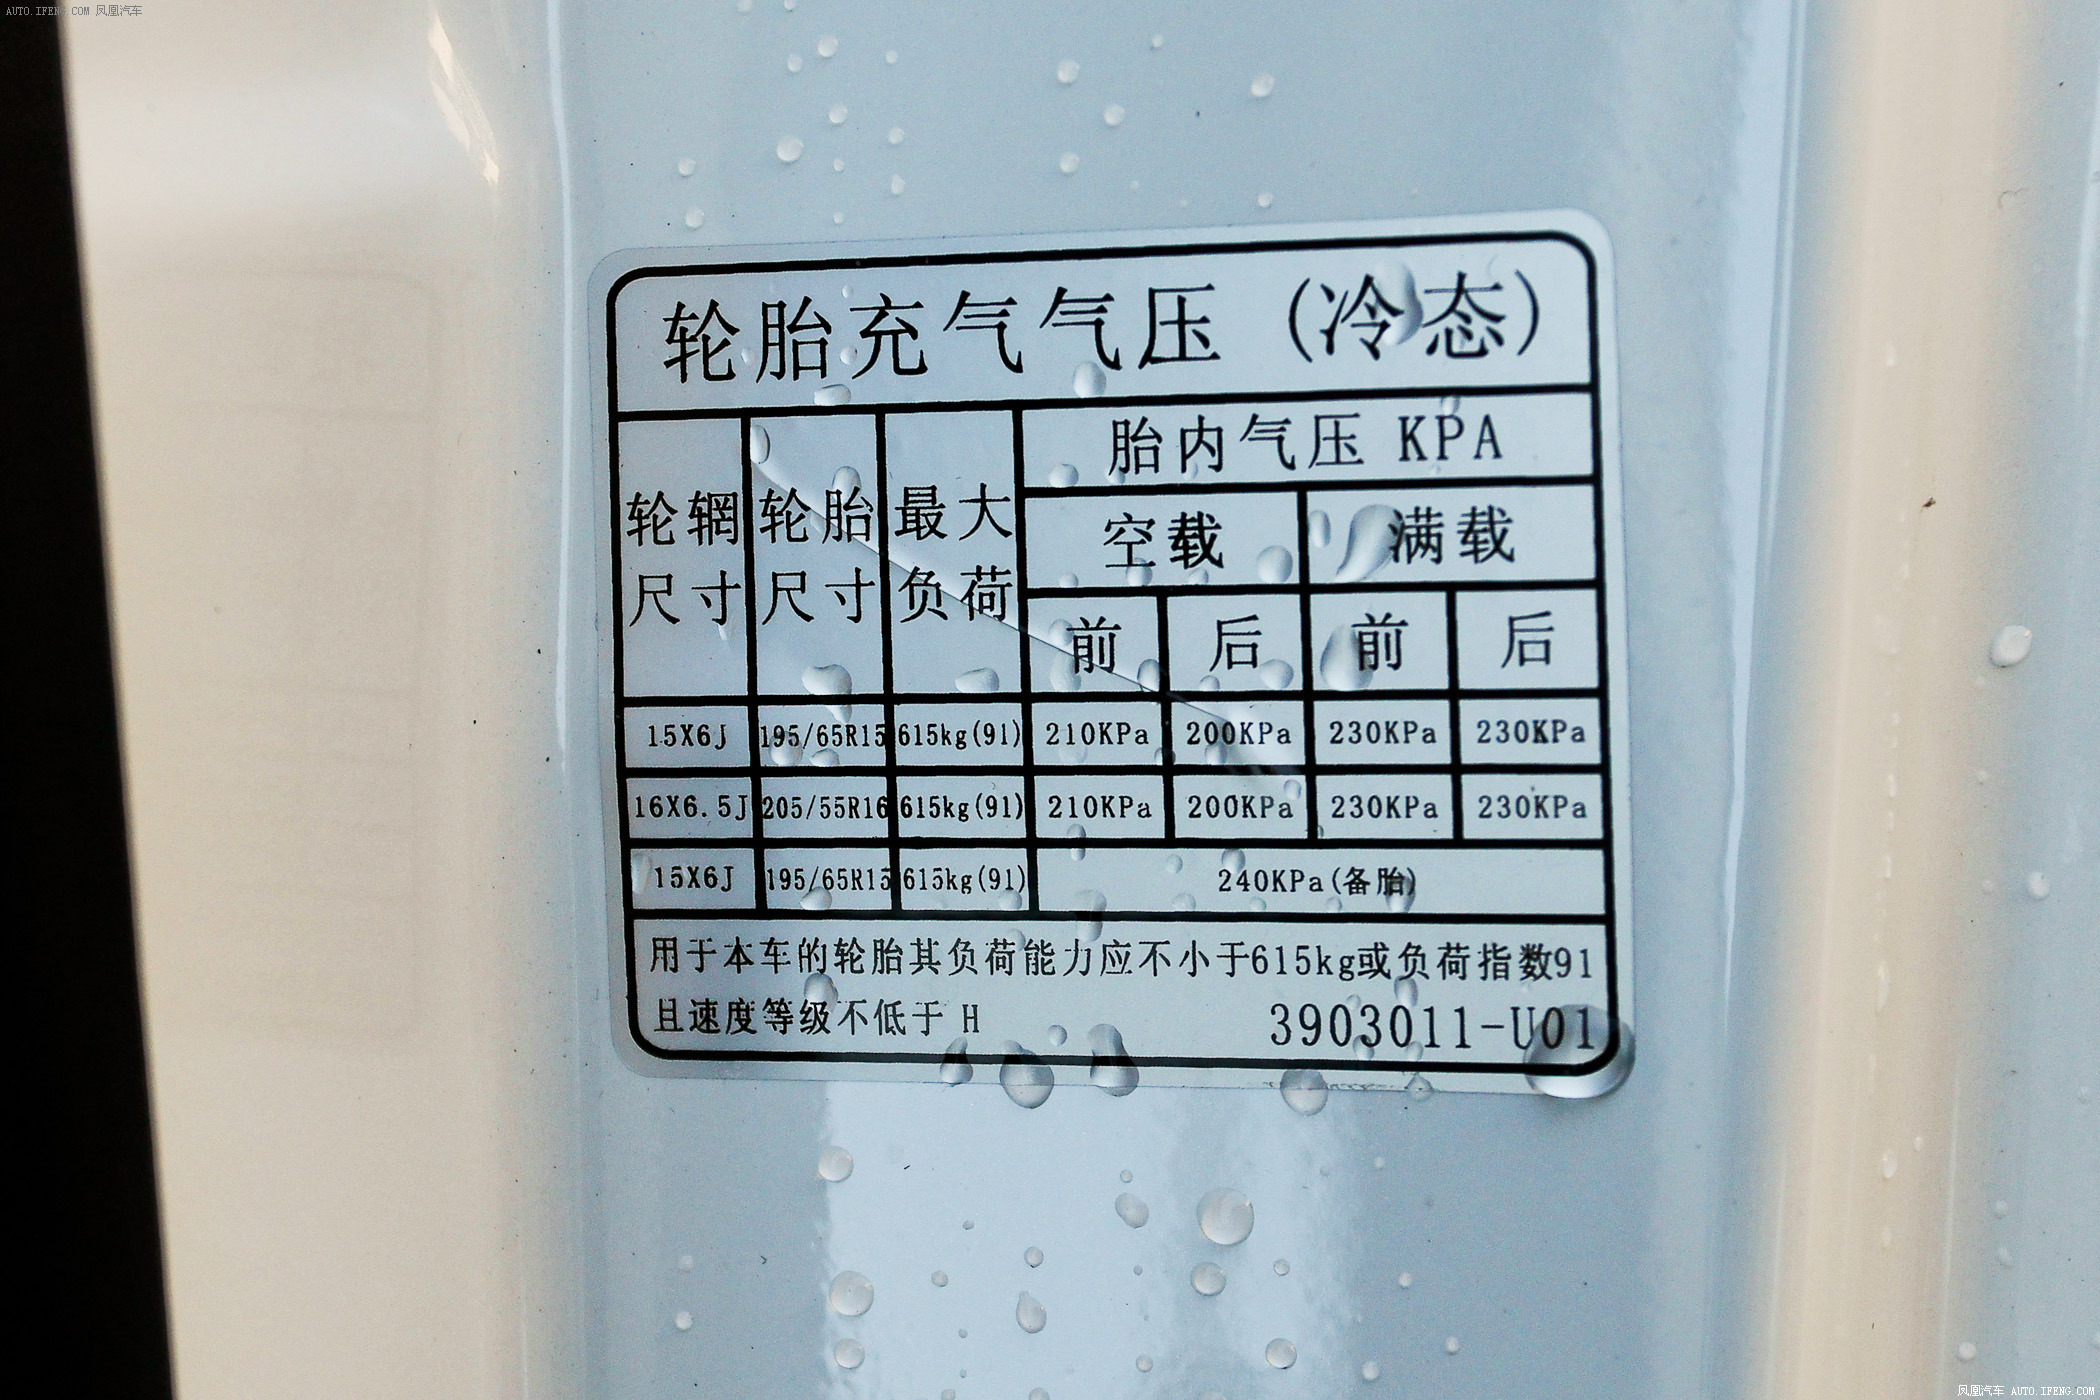 AUTO.IFENG.COM 凤凰汽车
轮胎充气气压(冷态)
胎内气压 KPA
轮辋尺寸 轮胎尺寸 最大负荷
空载 满载
前 后 前 后
15X6J 195/65R15 615kg(91) 210KPa 200KPa 230KPa 230KPa
16X6.5J 205/55R16 615kg(91) 210KPa 200KPa 230KPa 230KPa
15X6J 195/65R15 615kg(91) 240KPa(备胎)
用于本车的轮胎其负荷能力应不小于615kg或负荷指数91
且速度等级不低于 H 3903011-U01
凤凰汽车 AUTO.IFENG.COM